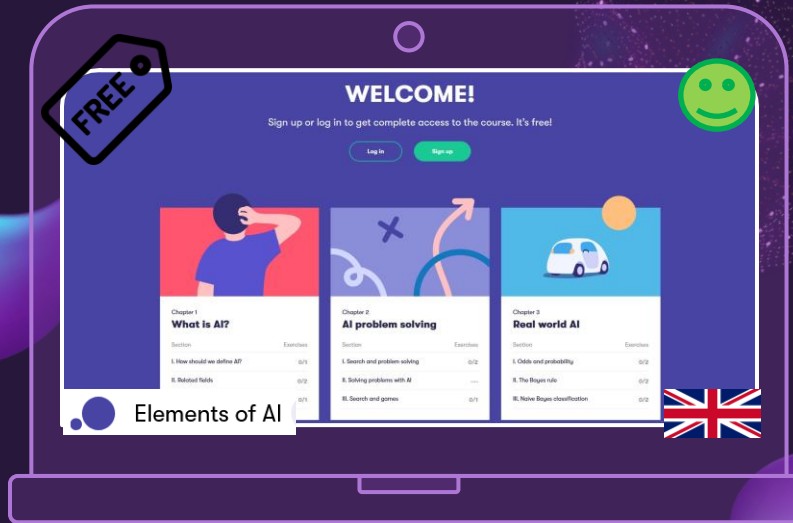 FREE
WELCOME!
Sign up or log in to get complete access to the course. It's free!
Log in
Sign up
Chapter 1
What is AI?
Section Exercises
I. How should we define AI? 0/1
II. Related fields 0/2
0/1
Chapter 2
AI problem solving
Section Exercises
I. Search and problem solving 0/2
II. Solving problems with AI —
III. Search and games 0/1
Chapter 3
Real world AI
Section Exercises
I. Odds and probability 0/2
II. The Bayes rule 0/2
III. Naive Bayes classification 0/2
Elements of AI